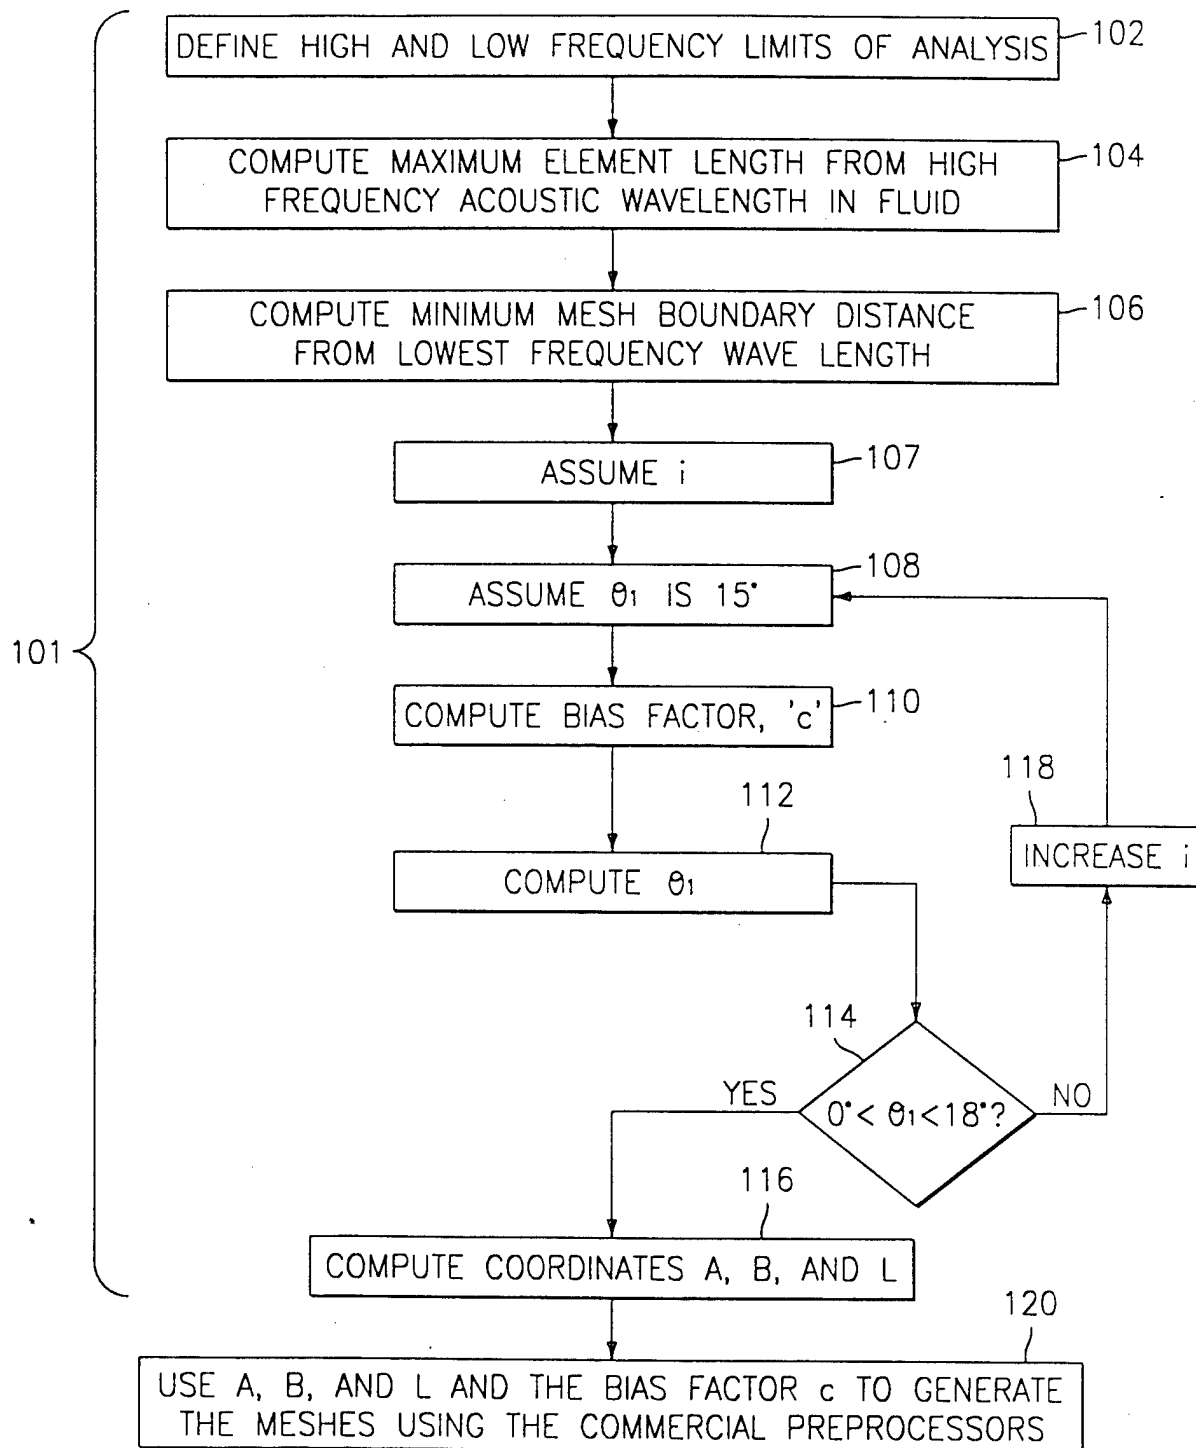 DEFINE HIGH AND LOW FREQUENCY LIMITS OF ANALYSIS
102
COMPUTE MAXIMUM ELEMENT LENGTH FROM HIGH
FREQUENCY ACOUSTIC WAVELENGTH IN FLUID
104
COMPUTE MINIMUM MESH BOUNDARY DISTANCE
FROM LOWEST FREQUENCY WAVE LENGTH
106
ASSUME i
107
108
ASSUME θ1 IS 15°
101
COMPUTE BIAS FACTOR, 'c'
110
118
112
INCREASE i
COMPUTE θ1
114
YES
NO
0°< θ1<18°?
116
COMPUTE COORDINATES A, B, AND L
120
USE A, B, AND L AND THE BIAS FACTOR c TO GENERATE
THE MESHES USING THE COMMERCIAL PREPROCESSORS